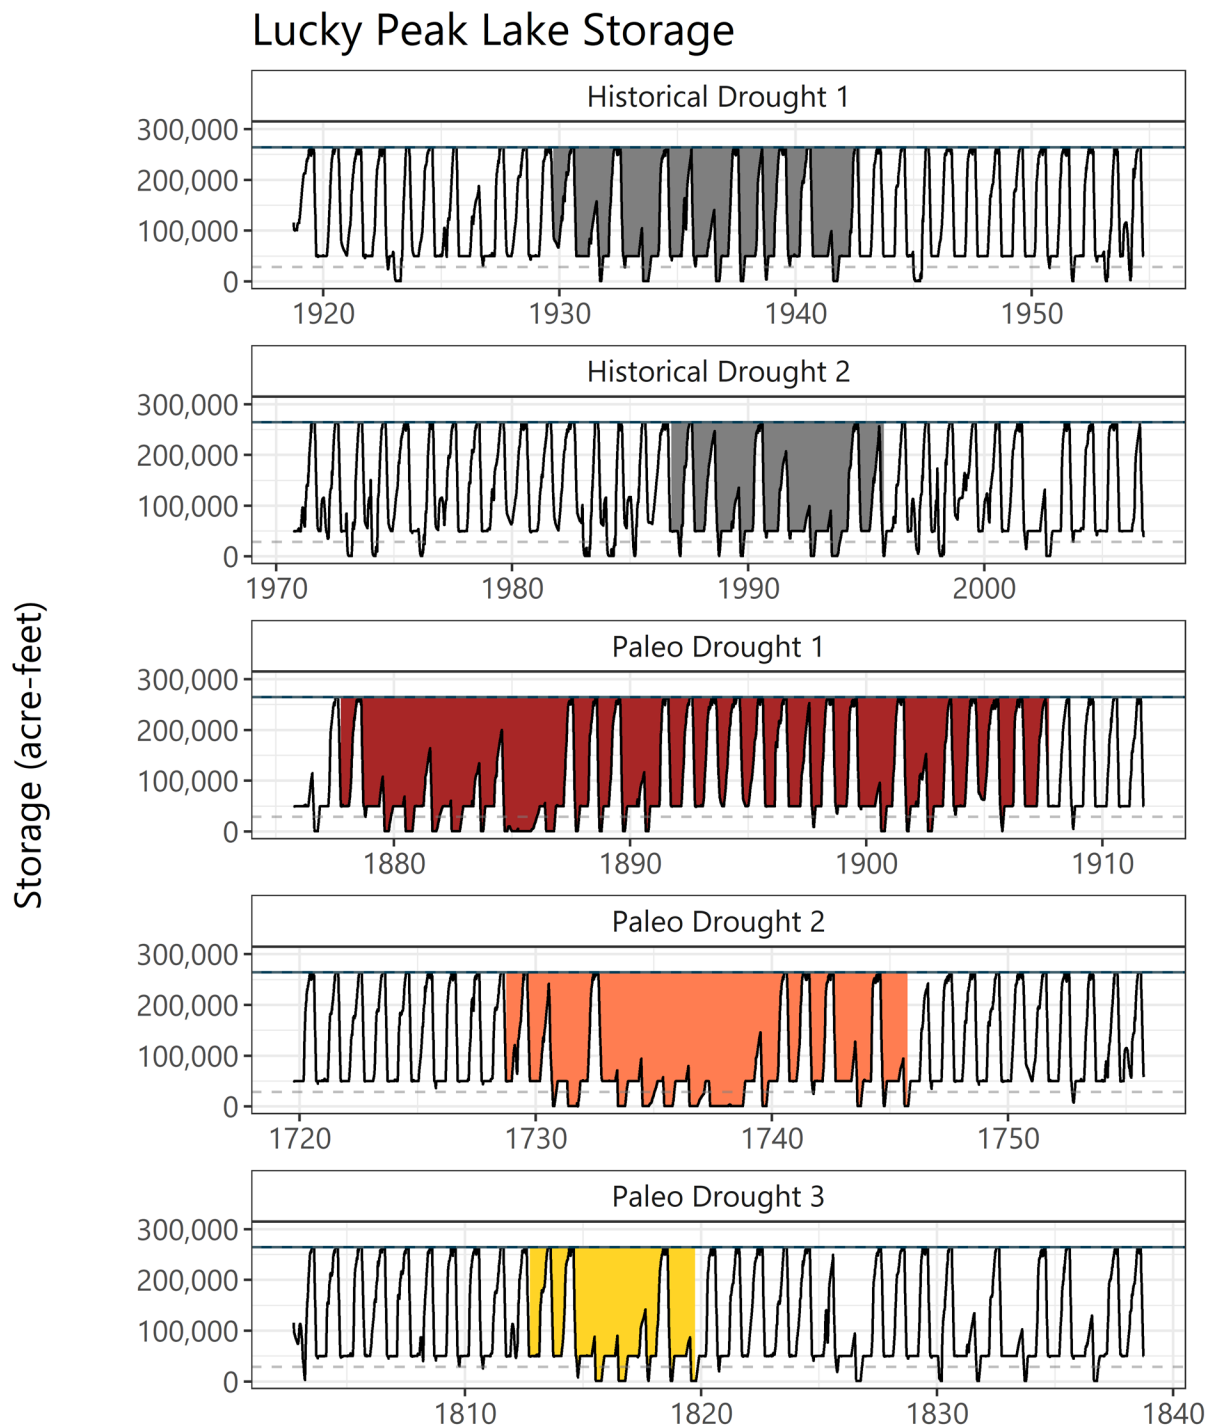 Lucky Peak Lake Storage
Storage (acre-feet)
Historical Drought 1
300,000
200,000
100,000
0
1920 1930 1940 1950
Historical Drought 2
300,000
200,000
100,000
0
1970 1980 1990 2000
Paleo Drought 1
300,000
200,000
100,000
0
1880 1890 1900 1910
Paleo Drought 2
300,000
200,000
100,000
0
1720 1730 1740 1750
Paleo Drought 3
300,000
200,000
100,000
0
1810 1820 1830 1840